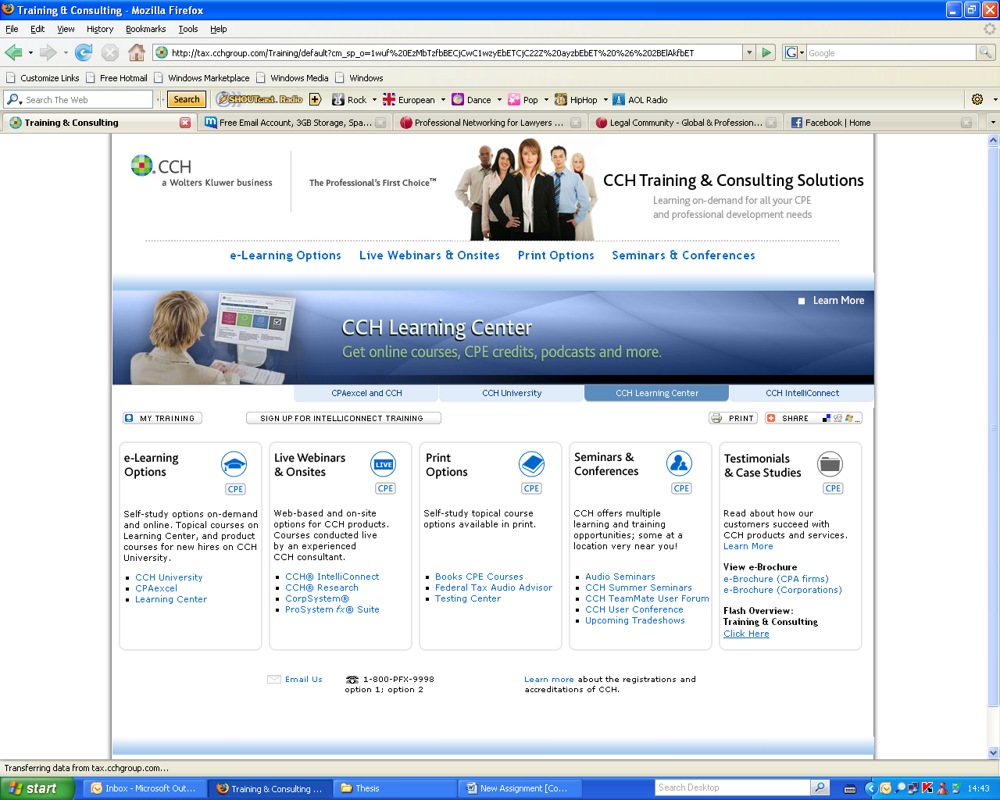 Training & Consulting - Mozilla Firefox
File Edit View History Bookmarks Tools Help
http://tax.cchgroup.com/Training/default?cm_sp_o=1wuf%20EzMbTzfbBECjCwC1wzyEbETCjC22Z%20ayzbEbET%20%26%202BElAkfbET
Google
Customize Links Free Hotmail Windows Marketplace Windows Media Windows
Search The Web Search SHOUTcast Radio Rock European Dance Pop HipHop AOL Radio
Training & Consulting Free Email Account, 3GB Storage, Spa... Professional Networking for Lawyers ... Legal Community - Global & Profession... Facebook | Home
CCH
a Wolters Kluwer business
The Professional's First Choice™
CCH Training & Consulting Solutions
Learning on-demand for all your CPE
and professional development needs
e-Learning Options Live Webinars & Onsites Print Options Seminars & Conferences
Learn More
CCH Learning Center
Get online courses, CPE credits, podcasts and more.
CPAexcel and CCH CCH University CCH Learning Center CCH IntelliConnect
MY TRAINING SIGN UP FOR INTELLICONNECT TRAINING PRINT SHARE ...
e-Learning
Options
CPE
Self-study options on-demand
and online. Topical courses on
Learning Center, and product
courses for new hires on CCH
University.
CCH University
CPAexcel
Learning Center
Live Webinars
& Onsites
LIVE
CPE
Web-based and on-site
options for CCH products.
Courses conducted live
by an experienced
CCH consultant.
CCH® IntelliConnect
CCH® Research
CorpSystem®
ProSystem fx® Suite
Print
Options
CPE
Self-study topical course
options available in print.
Books CPE Courses
Federal Tax Audio Advisor
Testing Center
Seminars &
Conferences
CPE
CCH offers multiple
learning and training
opportunities; some at a
location very near you!
Audio Seminars
CCH Summer Seminars
CCH TeamMate User Forum
CCH User Conference
Upcoming Tradeshows
Testimonials
& Case Studies
CPE
Read about how our
customers succeed with
CCH products and services.
Learn More
View e-Brochure
e-Brochure (CPA firms)
e-Brochure (Corporations)
Flash Overview:
Training & Consulting
Click Here
Email Us
1-800-PFX-9998
option 1; option 2
Learn more about the registrations and
accreditations of CCH.
Transferring data from tax.cchgroup.com...
start Inbox - Microsoft Out... Training & Consulting ... Thesis New Assignment [Co... Search Desktop 14:43